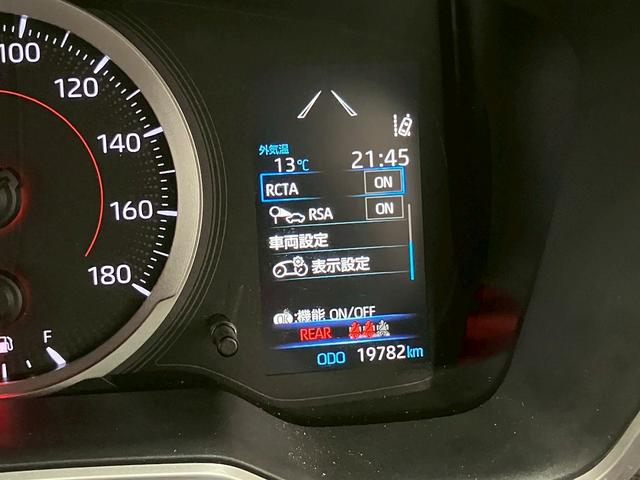 100
120
140
160
180
F
外気温
13℃ 21:45
RCTA ON
RSA ON
車両設定
表示設定
OK:機能 ON/OFF
REAR
ODO 19782km